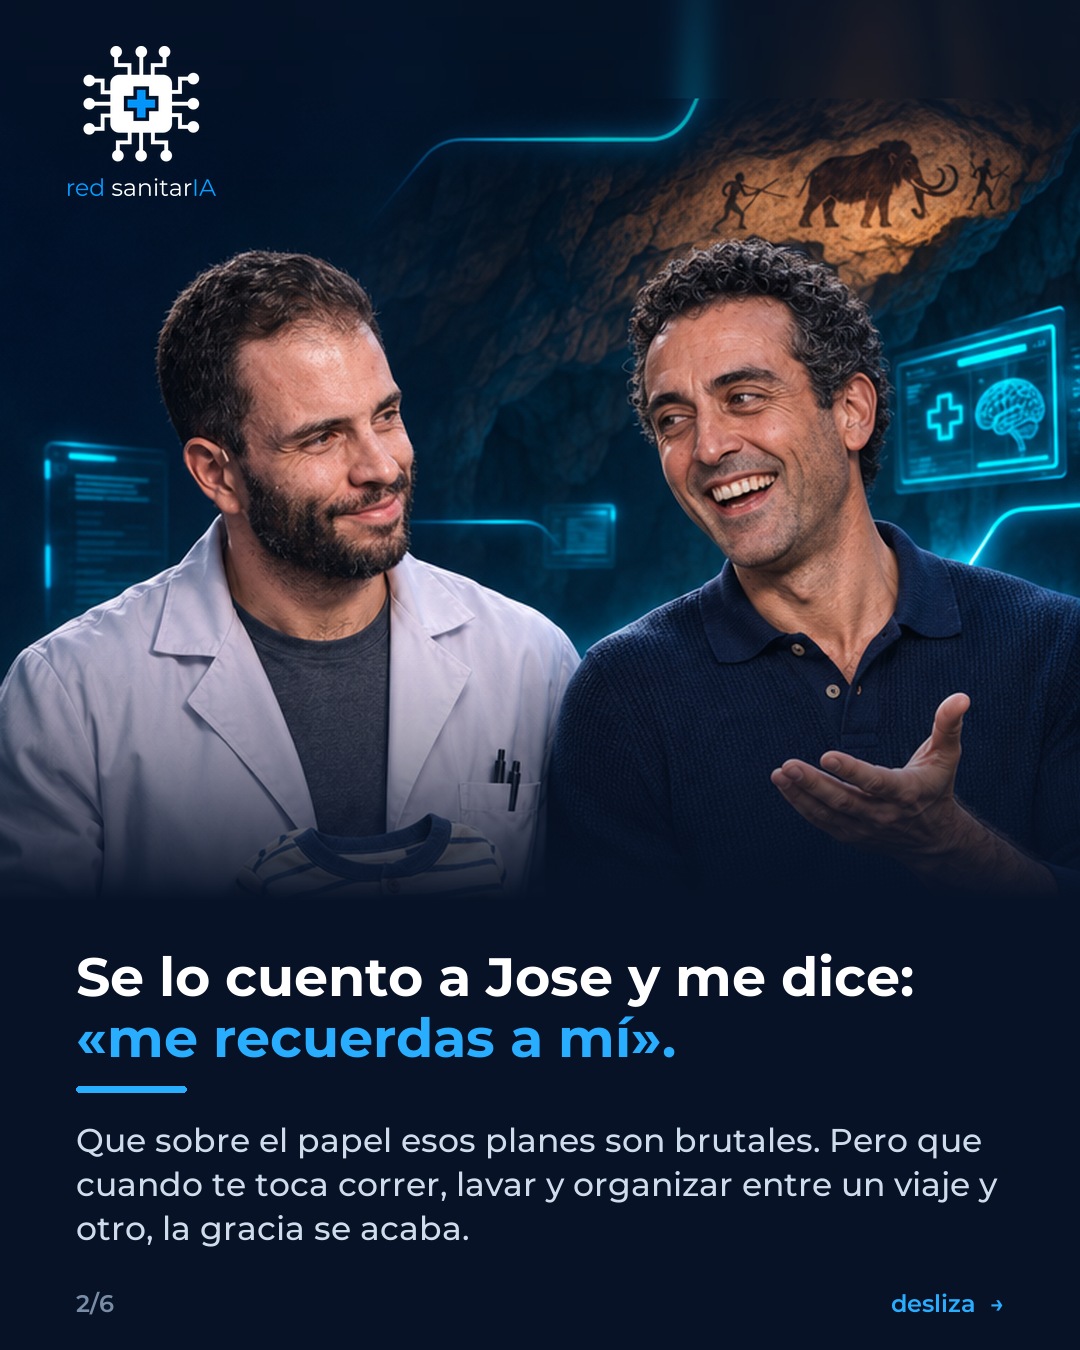 red sanitarIA
Se lo cuento a Jose y me dice:
«me recuerdas a mí».
Que sobre el papel esos planes son brutales. Pero que
cuando te toca correr, lavar y organizar entre un viaje y
otro, la gracia se acaba.
2/6
desliza →